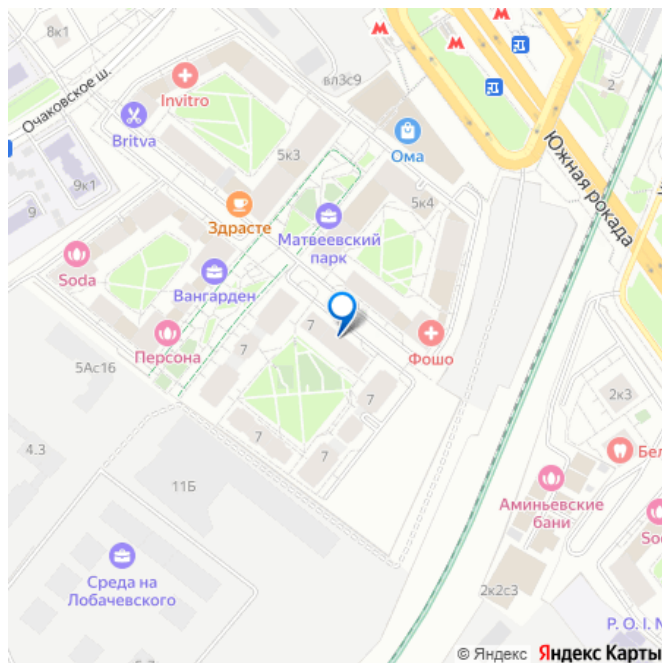 8к1
М
М
М
вл3с9
Invitro
Очаковское ш.
Britva
Ома
5к3
9к1
9
Здрасте
5к4
Южная рокада
Матвеевский
парк
Soda
Вангарден
7
Персона
7
Фошо
5Ас16
7
2к3
4.3
7
7
Бел
11Б
Аминьевские
бани
Soc
Среда на
Лобачевского
2к2с3
P. O. I. N
© Яндекс Яндекс Карты